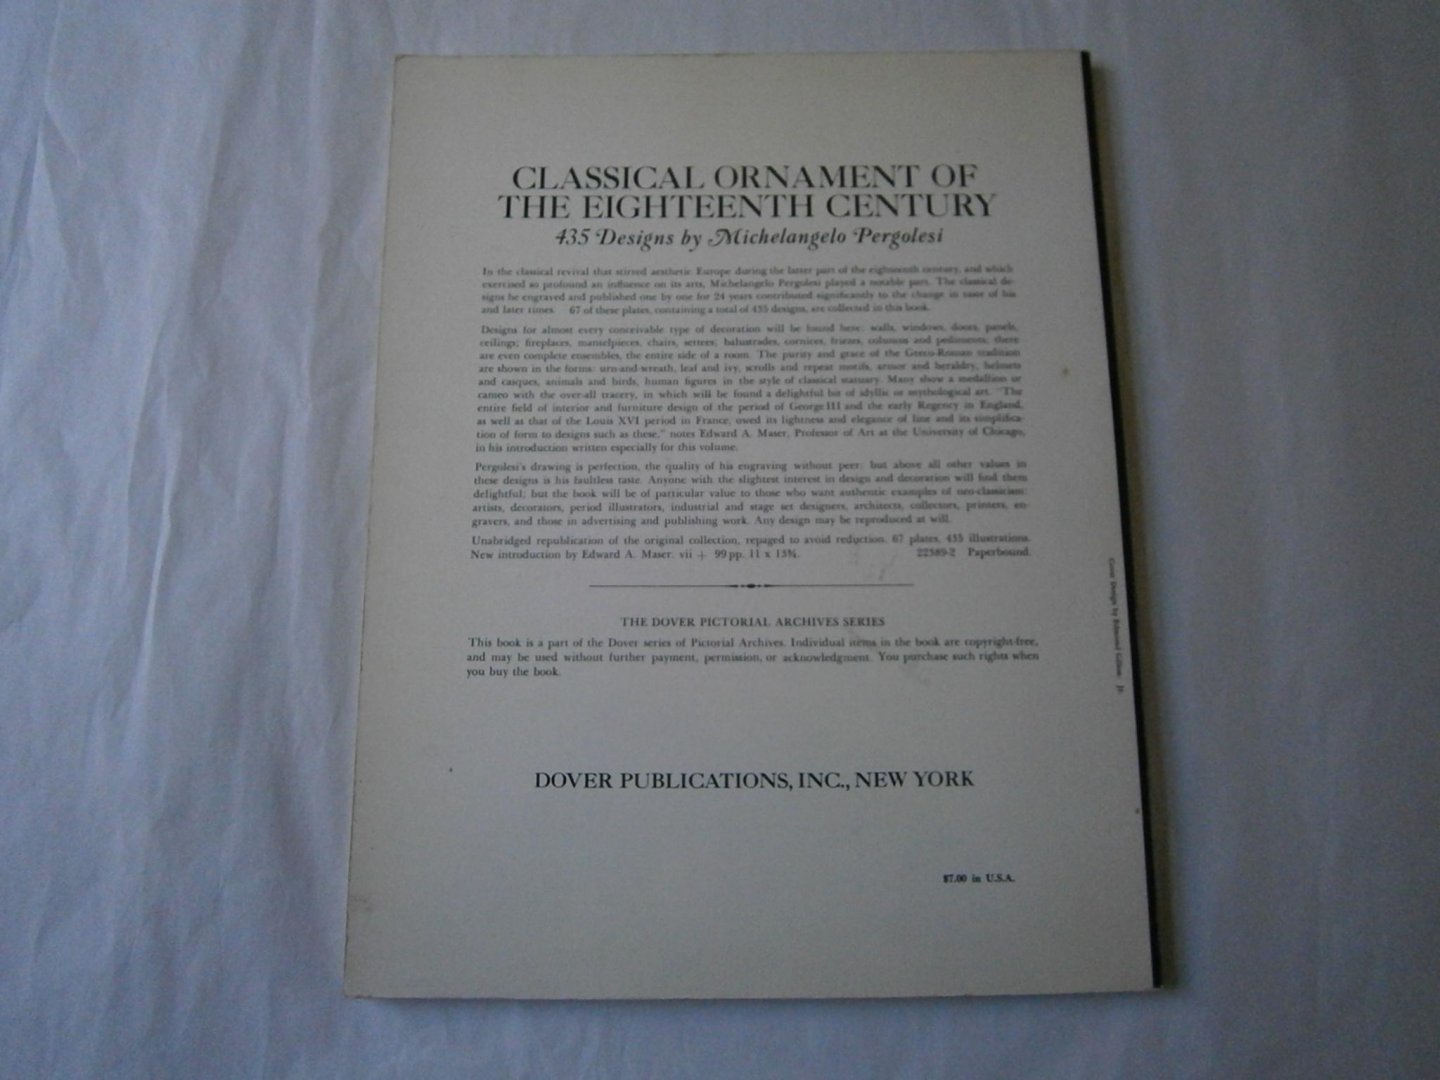 CLASSICAL ORNAMENT OF
THE EIGHTEENTH CENTURY
435 Designs by Michelangelo Pergolesi
In the classical revival that stirred aesthetic Europe during the latter part of the eighteenth century, and which
exercised so profound an influence on its arts, Michelangelo Pergolesi played a notable part. The classical de-
signs he engraved and published one by one for 24 years contributed significantly to the change in taste of his
and later times. 67 of these plates, containing a total of 435 designs, are collected in this book.
Designs for almost every conceivable type of decoration will be found here: walls, windows, doors, panels,
ceilings; fireplaces, mantelpieces, chairs, settees; balustrades, cornices, friezes, columns and pediments; there
are even complete ensembles, the entire side of a room. The purity and grace of the Greco-Roman tradition
are shown in the forms: urn-and-wreath, leaf and ivy, scrolls and repeat motifs, armor and heraldry, helmets
and casques, animals and birds, human figures in the style of classical statuary. Many show a medallion or
cameo with the over-all tracery, in which will be found a delightful bit of idyllic or mythological art. "The
entire field of interior and furniture design of the period of George III and the early Regency in England,
as well as that of the Louis XVI period in France, owed its lightness and elegance of line and its simplifica-
tion of form to designs such as these," notes Edward A. Maser, Professor of Art at the University of Chicago,
in his introduction written especially for this volume.
Pergolesi's drawing is perfection, the quality of his engraving without peer; but above all other values in
these designs is his faultless taste. Anyone with the slightest interest in design and decoration will find them
delightful; but the book will be of particular value to those who want authentic examples of neo-classicism:
artists, decorators, period illustrators, industrial and stage set designers, architects, collectors, printers, en-
gravers, and those in advertising and publishing work. Any design may be reproduced at will.
Unabridged republication of the original collection, repaged to avoid reduction. 67 plates, 435 illustrations.
New introduction by Edward A. Maser. vii + 99 pp. 11 x 13¾. 22389-2 Paperbound.
THE DOVER PICTORIAL ARCHIVES SERIES
This book is a part of the Dover series of Pictorial Archives. Individual items in the book are copyright-free,
and may be used without further payment, permission, or acknowledgment. You purchase such rights when
you buy the book.
DOVER PUBLICATIONS, INC., NEW YORK
$7.00 in U.S.A.
Cover Design by Edmund Gillon, Jr.